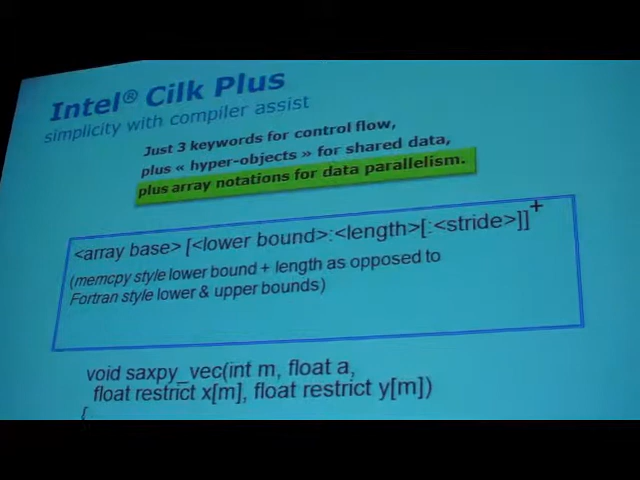 Intel® Cilk Plus
simplicity with compiler assist
Just 3 keywords for control flow,
plus « hyper-objects » for shared data,
plus array notations for data parallelism.
<array base> [<lower bound>:<length>[:<stride>]]+
(memcpy style lower bound + length as opposed to
Fortran style lower & upper bounds)
void saxpy_vec(int m, float a,
float restrict x[m], float restrict y[m])
{